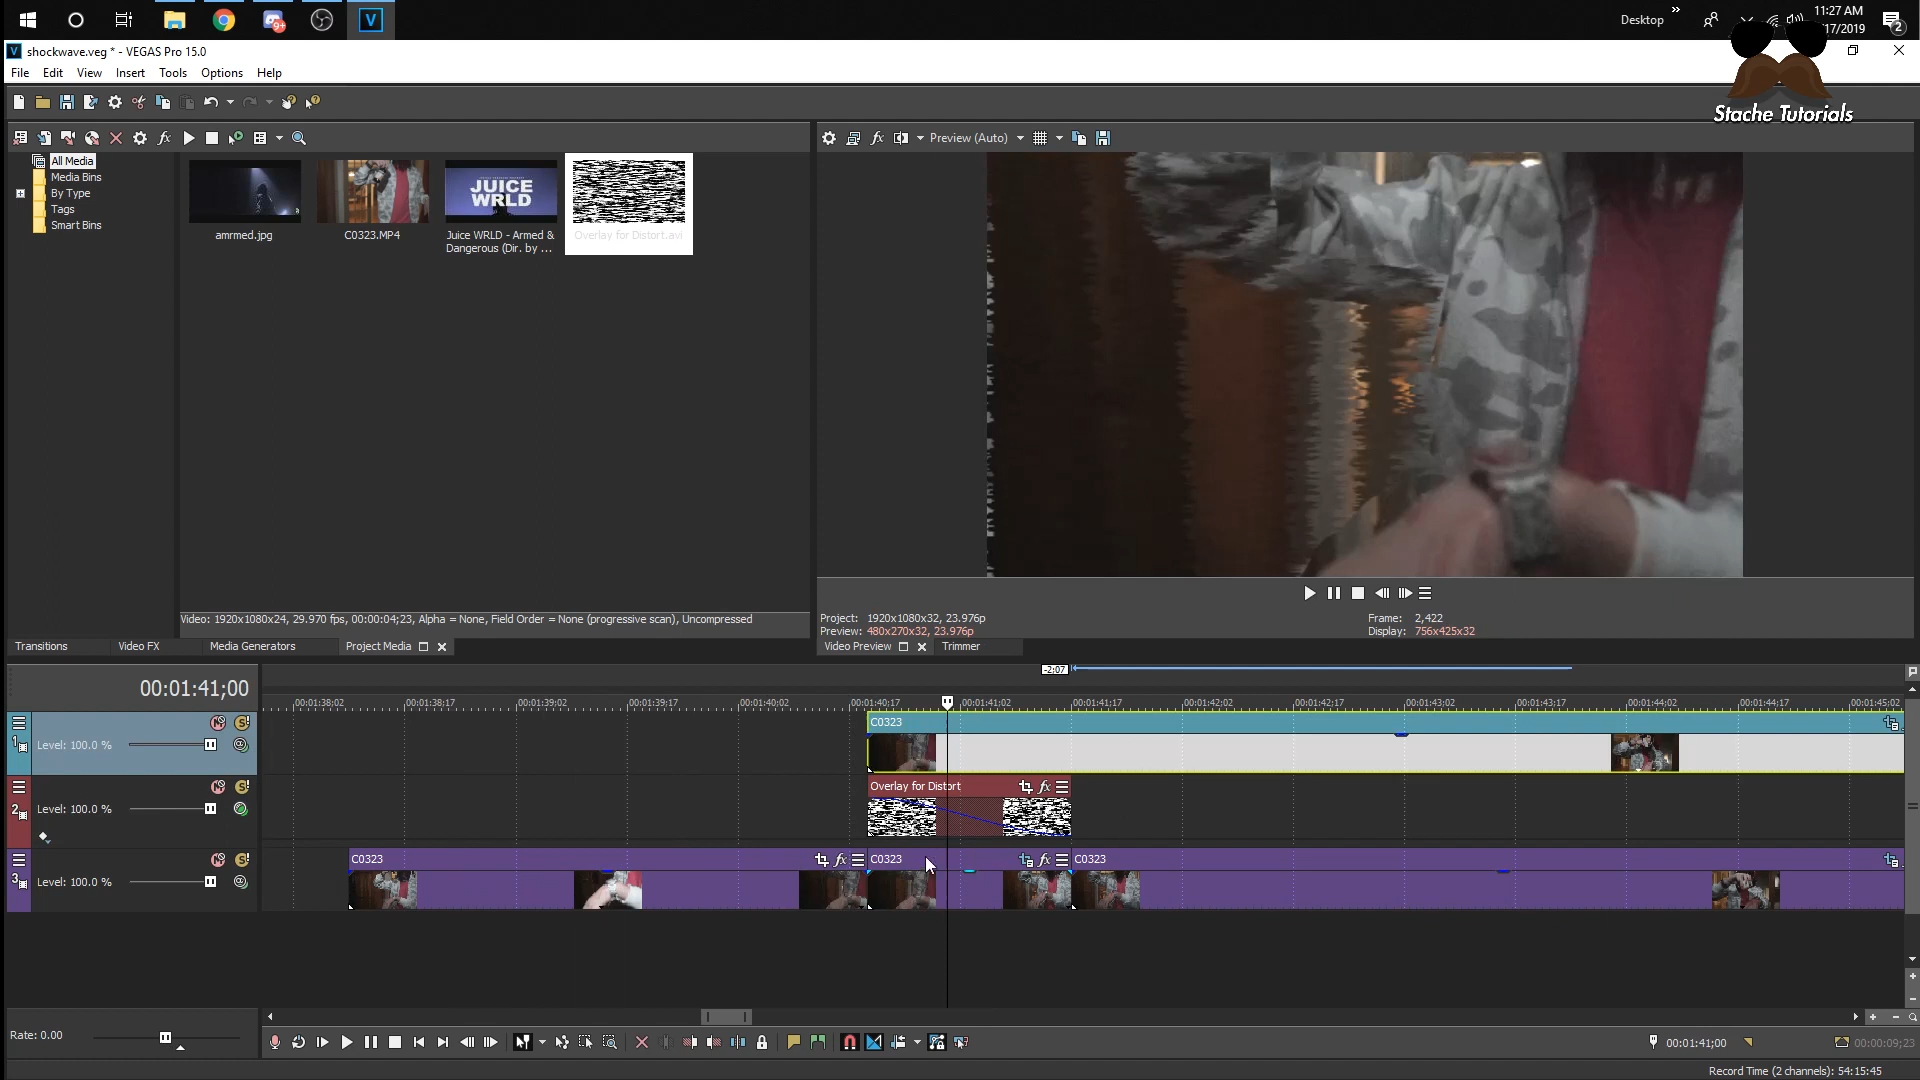 Desktop
11:27 AM
/17/2019
9+
2
V
shockwave.veg * - VEGAS Pro 15.0
File Edit View Insert Tools Options Help
Stache Tutorials
All Media
Media Bins
By Type
Tags
Smart Bins
JUICE
WRLD
amrmed.jpg
C0323.MP4
Juice WRLD - Armed &
Dangerous (Dir. by ...
Overlay for Distort.avi
Preview (Auto)
Video: 1920x1080x24, 29.970 fps, 00:00:04;23, Alpha = None, Field Order = None (progressive scan), Uncompressed
Project: 1920x1080x32, 23.976p
Preview: 480x270x32, 23.976p
Frame: 2,422
Display: 756x425x32
Transitions Video FX Media Generators Project Media
Video Preview Trimmer
-2:07
00:01:41;00
00:01:38;02 00:01:38;17 00:01:39;02 00:01:39;17 00:01:40;02 00:01:40;17 00:01:41;02 00:01:41;17 00:01:42;02 00:01:42;17 00:01:43;02 00:01:43;17 00:01:44;02 00:01:44;17 00:01:45;02
C0323
1
Level: 100.0 %
Overlay for Distort
2
Level: 100.0 %
C0323 C0323 C0323
3
Level: 100.0 %
Rate: 0.00
00:01:41;00
00:00:09;23
Record Time (2 channels): 54:15:45